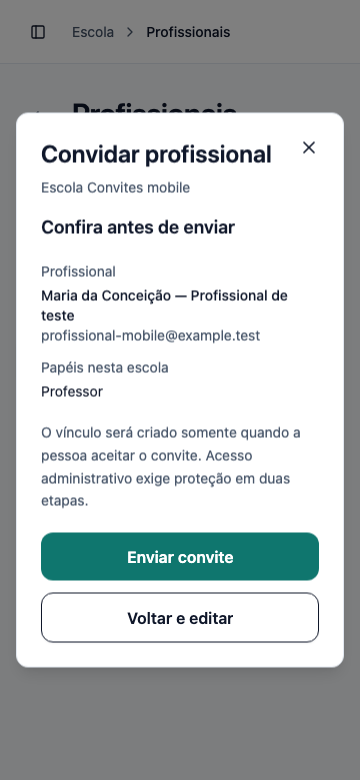 Escola > Profissionais
Profissionais
Convidar profissional
Escola Convites mobile
Confira antes de enviar
Profissional
Maria da Conceição — Profissional de
teste
profissional-mobile@example.test
Papéis nesta escola
Professor
O vínculo será criado somente quando a
pessoa aceitar o convite. Acesso
administrativo exige proteção em duas
etapas.
Enviar convite
Voltar e editar